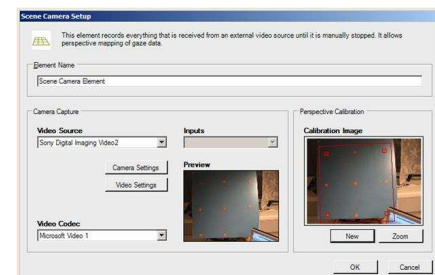 Scene Camera Setup
This element records everything that is received from an external video source until it is manually stopped. It allows
perspective mapping of gaze data.
Element Name
Scene Camera Element
Camera Capture
Video Source
Sony Digital Imaging Video2
Inputs
Camera Settings
Video Settings
Preview
Video Codec
Microsoft Video 1
Perspective Calibration
Calibration Image
New
Zoom
OK
Cancel